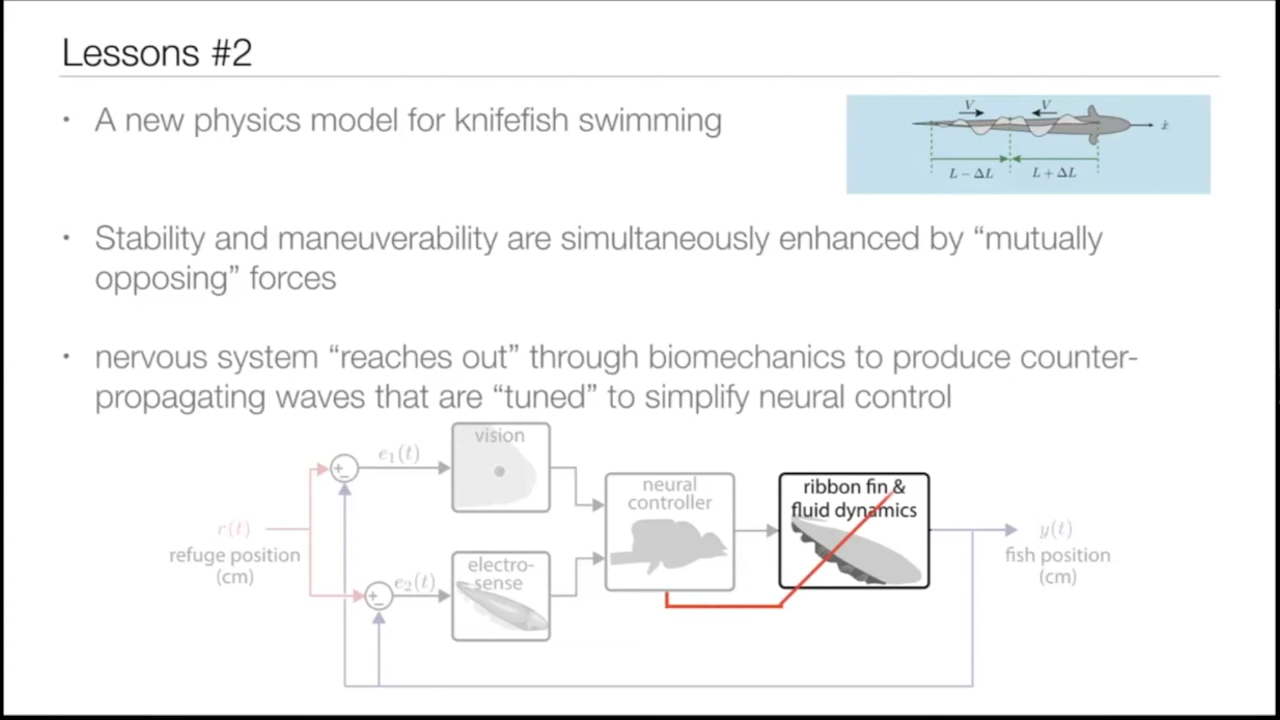 Lessons #2
• A new physics model for knifefish swimming
V V
ẋ
L − ΔL L + ΔL
• Stability and maneuverability are simultaneously enhanced by “mutually
opposing” forces
• nervous system “reaches out” through biomechanics to produce counter-
propagating waves that are “tuned” to simplify neural control
vision
e₁(t)
+
−
neural
controller
ribbon fin &
fluid dynamics
r(t)
refuge position
(cm)
y(t)
fish position
(cm)
electro-
sense
e₂(t)
+
−